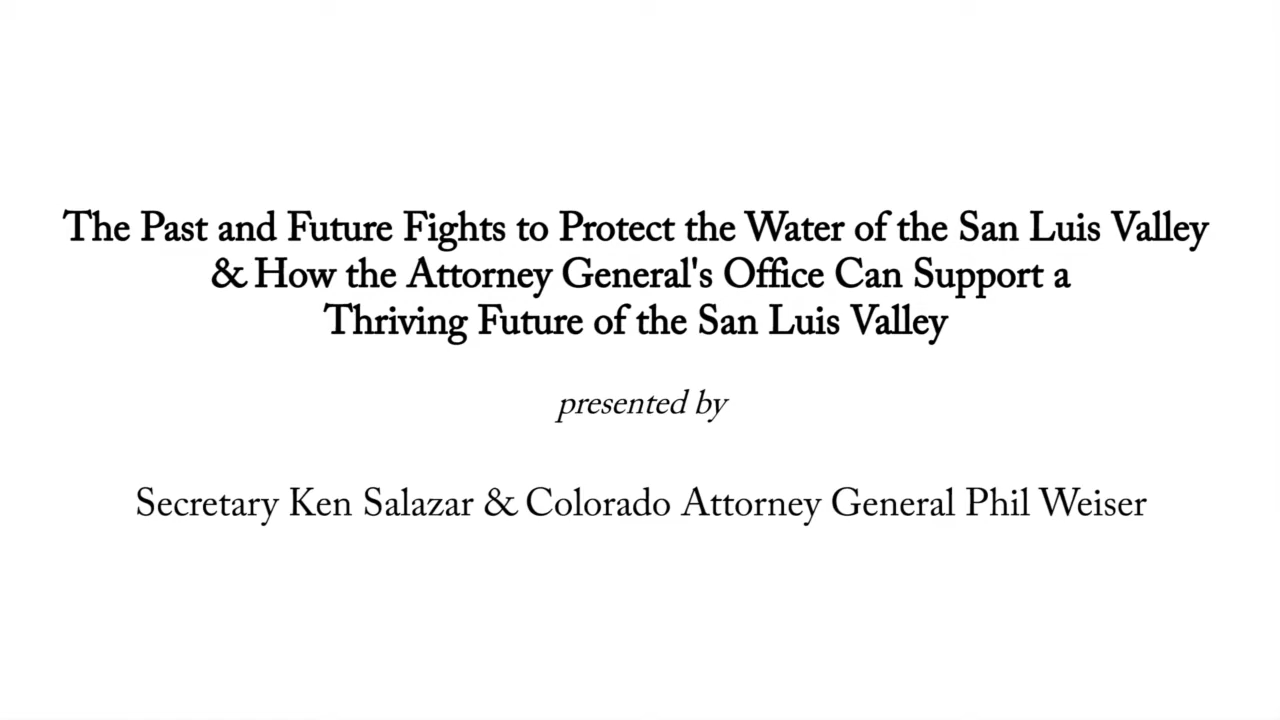 The Past and Future Fights to Protect the Water of the San Luis Valley
& How the Attorney General's Office Can Support a
Thriving Future of the San Luis Valley
presented by
Secretary Ken Salazar & Colorado Attorney General Phil Weiser